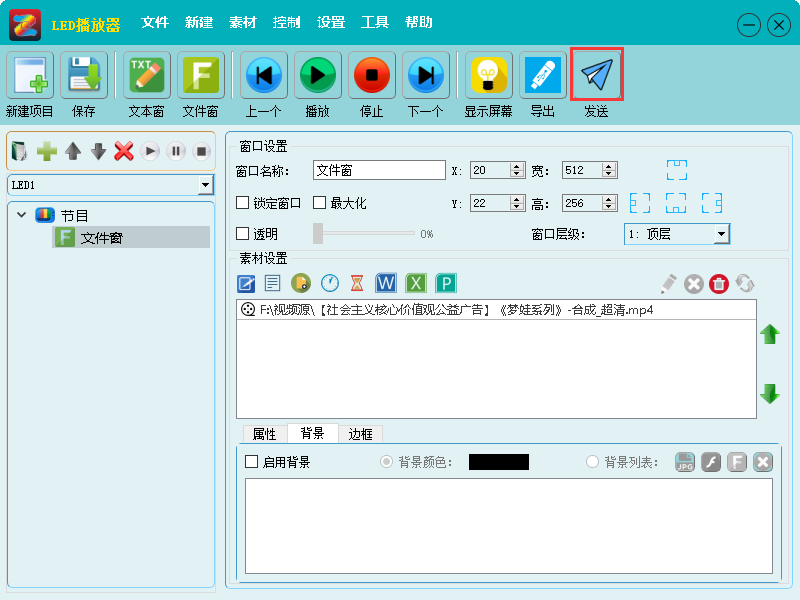 LED播放器 文件 新建 素材 控制 设置 工具 帮助
TXT F
新建项目 保存 文本窗 文件窗 上一个 播放 停止 下一个 显示屏幕 导出 发送
LED1
节目
F 文件窗
窗口设置
窗口名称: 文件窗 X: 20 宽: 512
锁定窗口 最大化 Y: 22 高: 256
透明 0% 窗口层级: 1: 顶层
素材设置
W X P
F:\视频源\【社会主义核心价值观公益广告】《梦娃系列》-合成_超清.mp4
属性 背景 边框
启用背景 背景颜色: 背景列表: JPG F